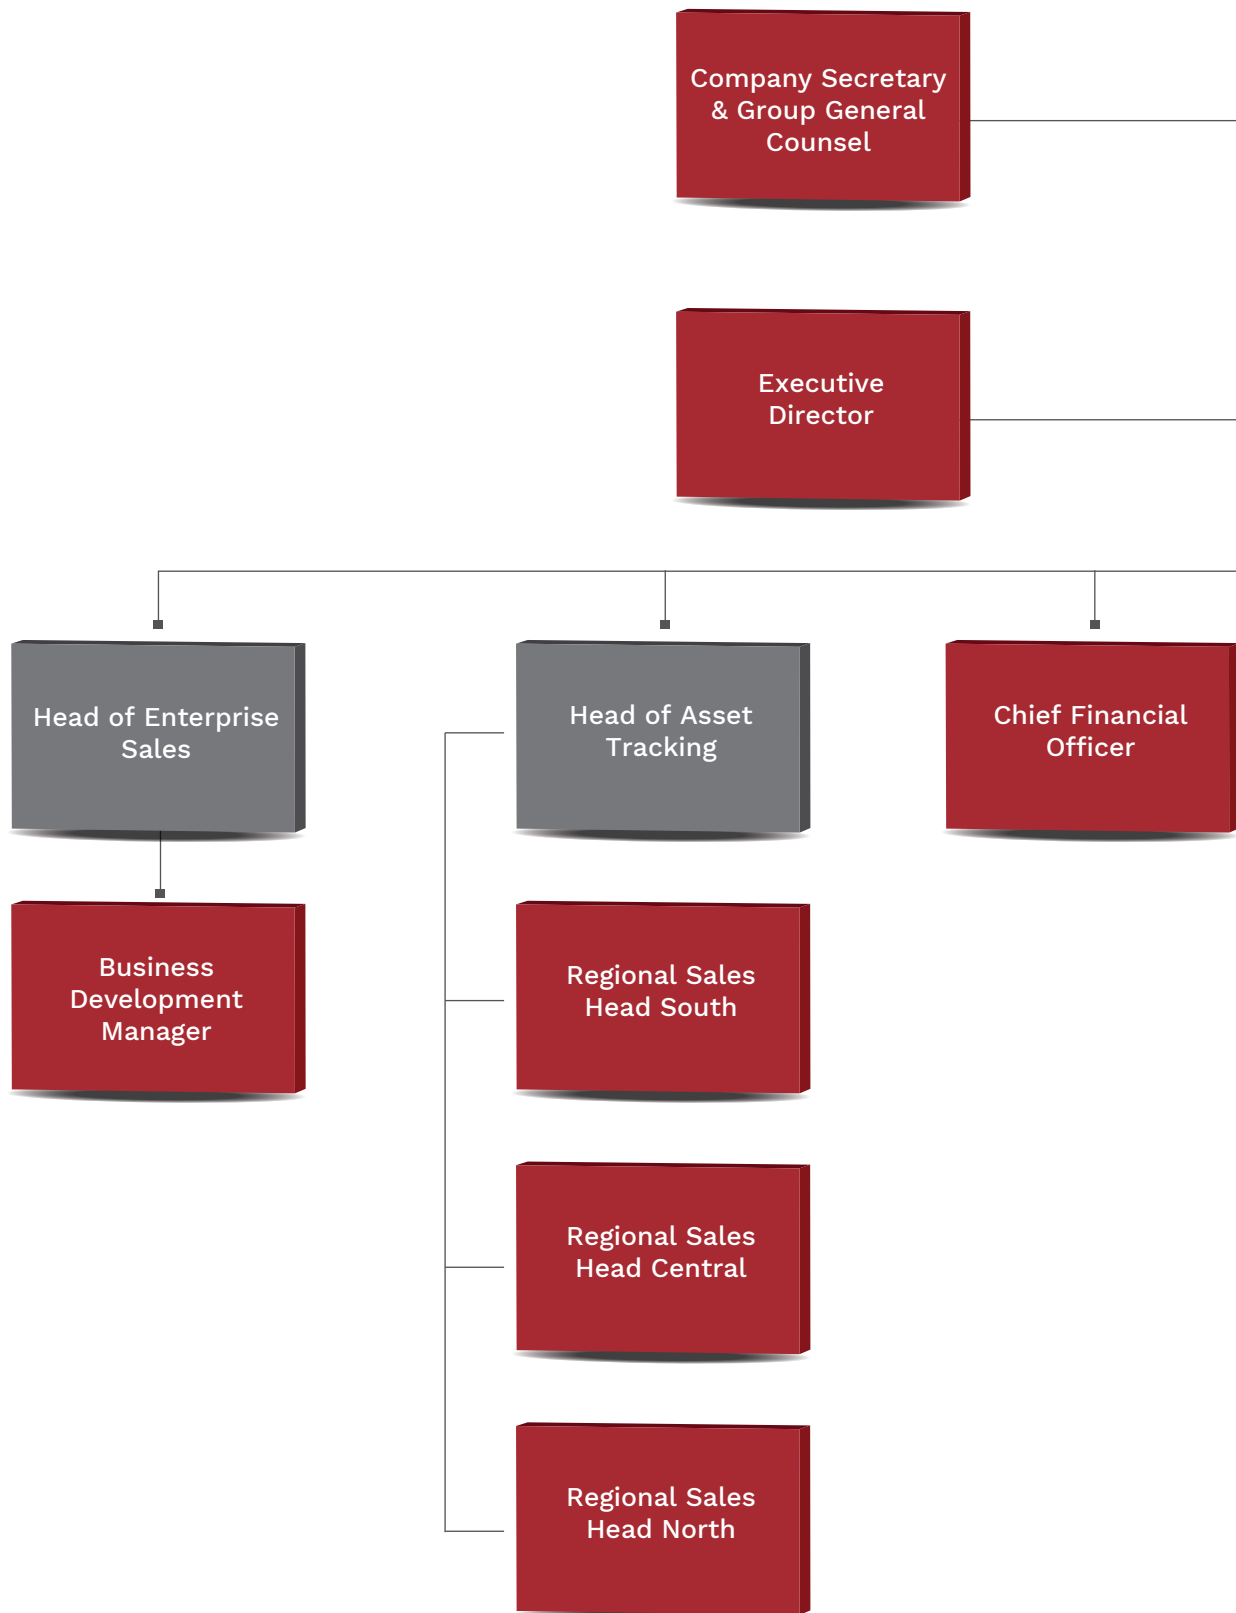 Company Secretary
& Group General
Counsel
Executive
Director
Head of Enterprise
Sales
Head of Asset
Tracking
Chief Financial
Officer
Business
Development
Manager
Regional Sales
Head South
Regional Sales
Head Central
Regional Sales
Head North